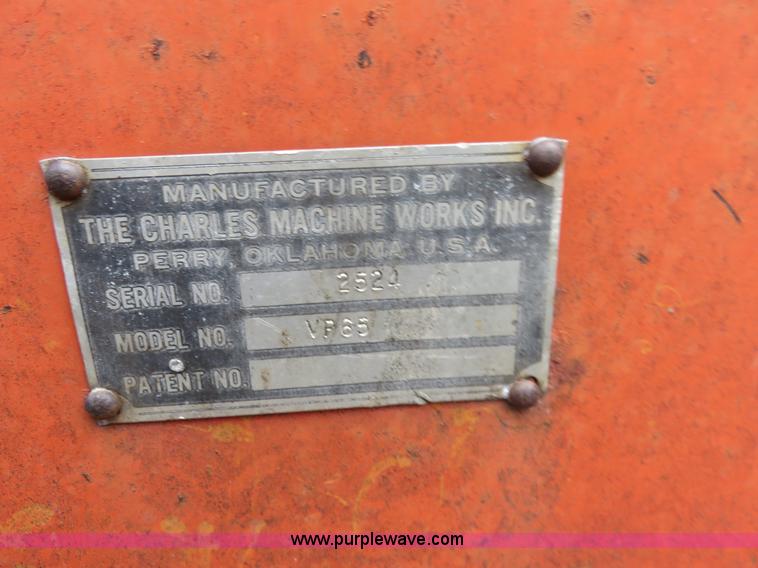 MANUFACTURED BY
THE CHARLES MACHINE WORKS INC.
PERRY, OKLAHOMA U.S.A.
SERIAL NO. 2524
MODEL NO. VP65
PATENT NO.
www.purplewave.com